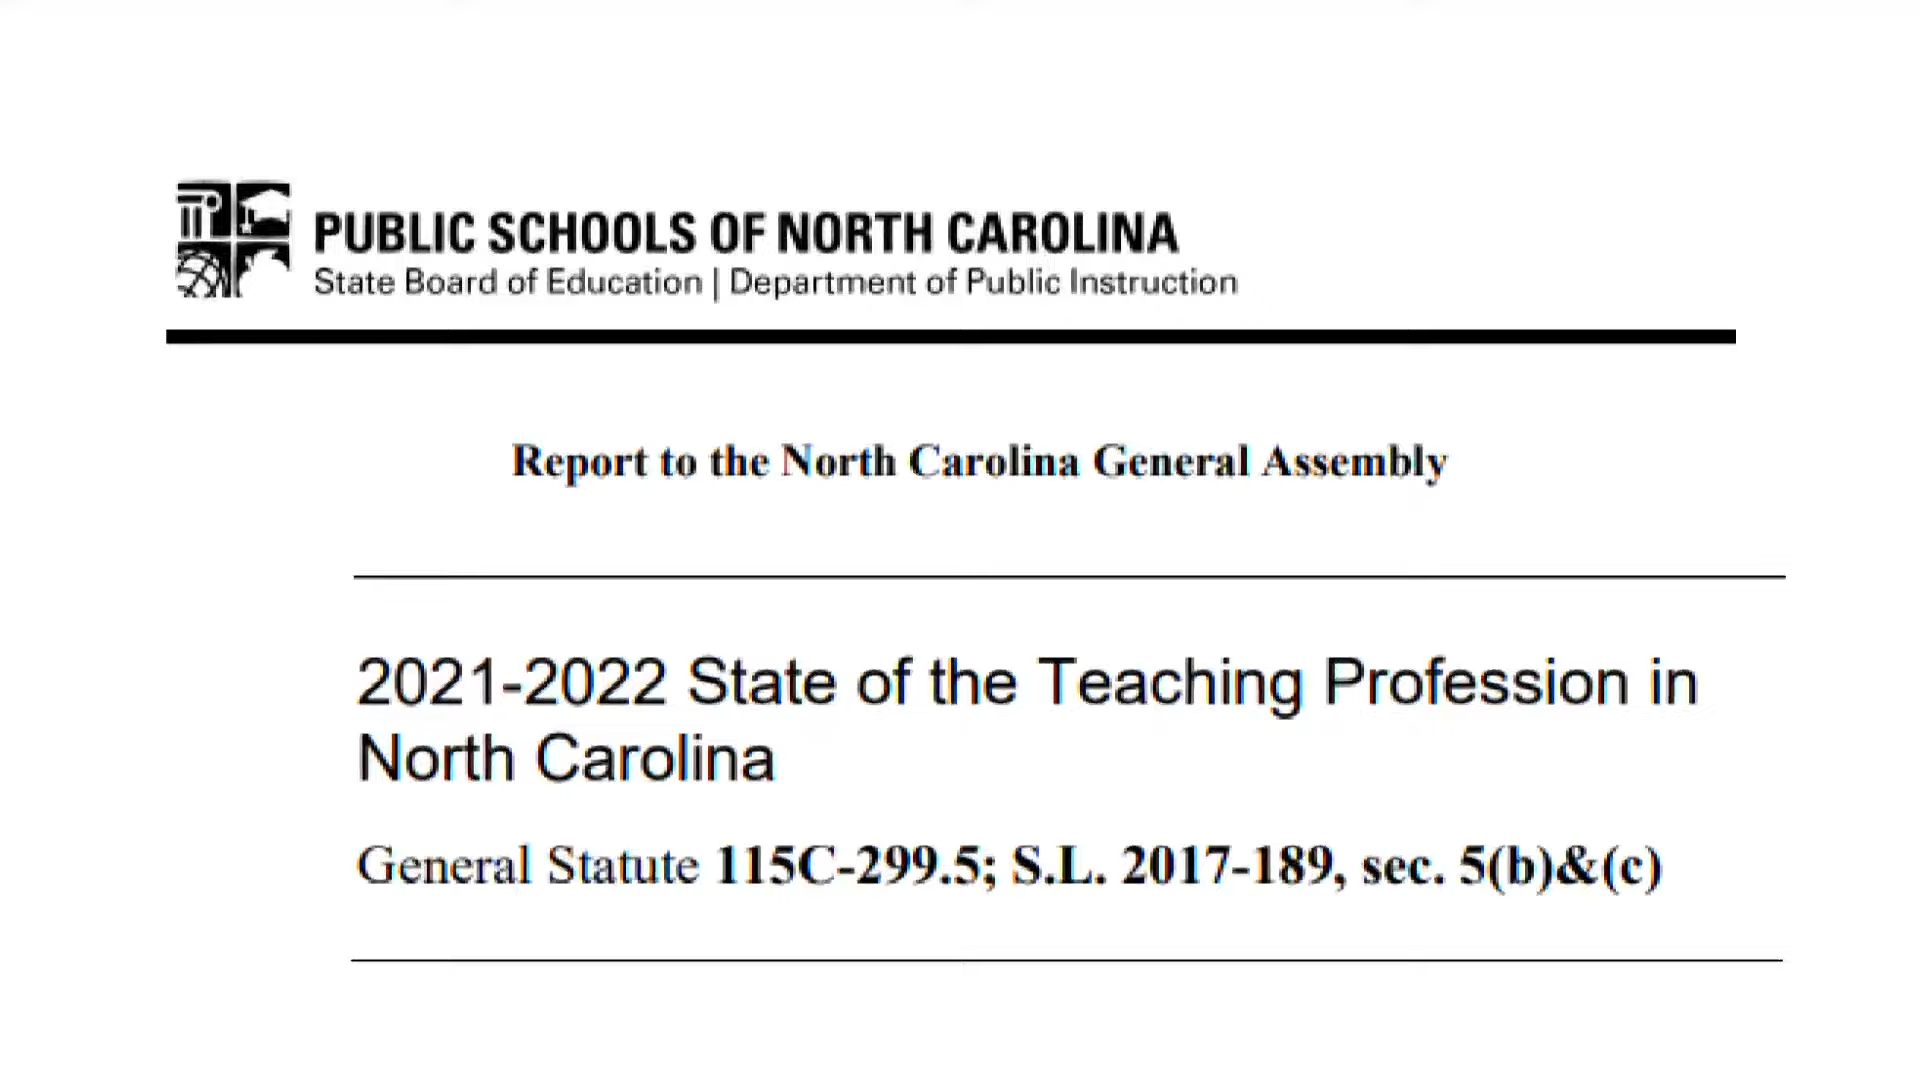 PUBLIC SCHOOLS OF NORTH CAROLINA
State Board of Education | Department of Public Instruction
Report to the North Carolina General Assembly
2021-2022 State of the Teaching Profession in
North Carolina
General Statute 115C-299.5; S.L. 2017-189, sec. 5(b)&(c)